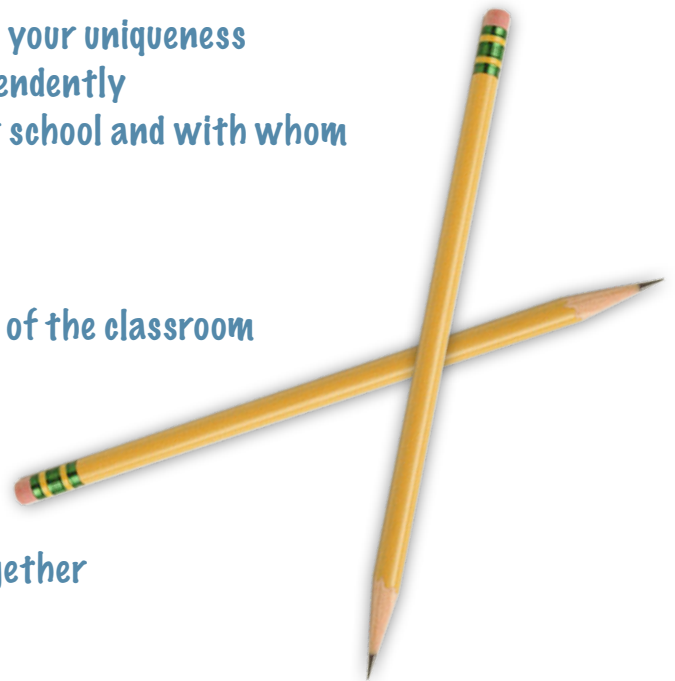 your uniqueness
endently
school and with whom
of the classroom
gether